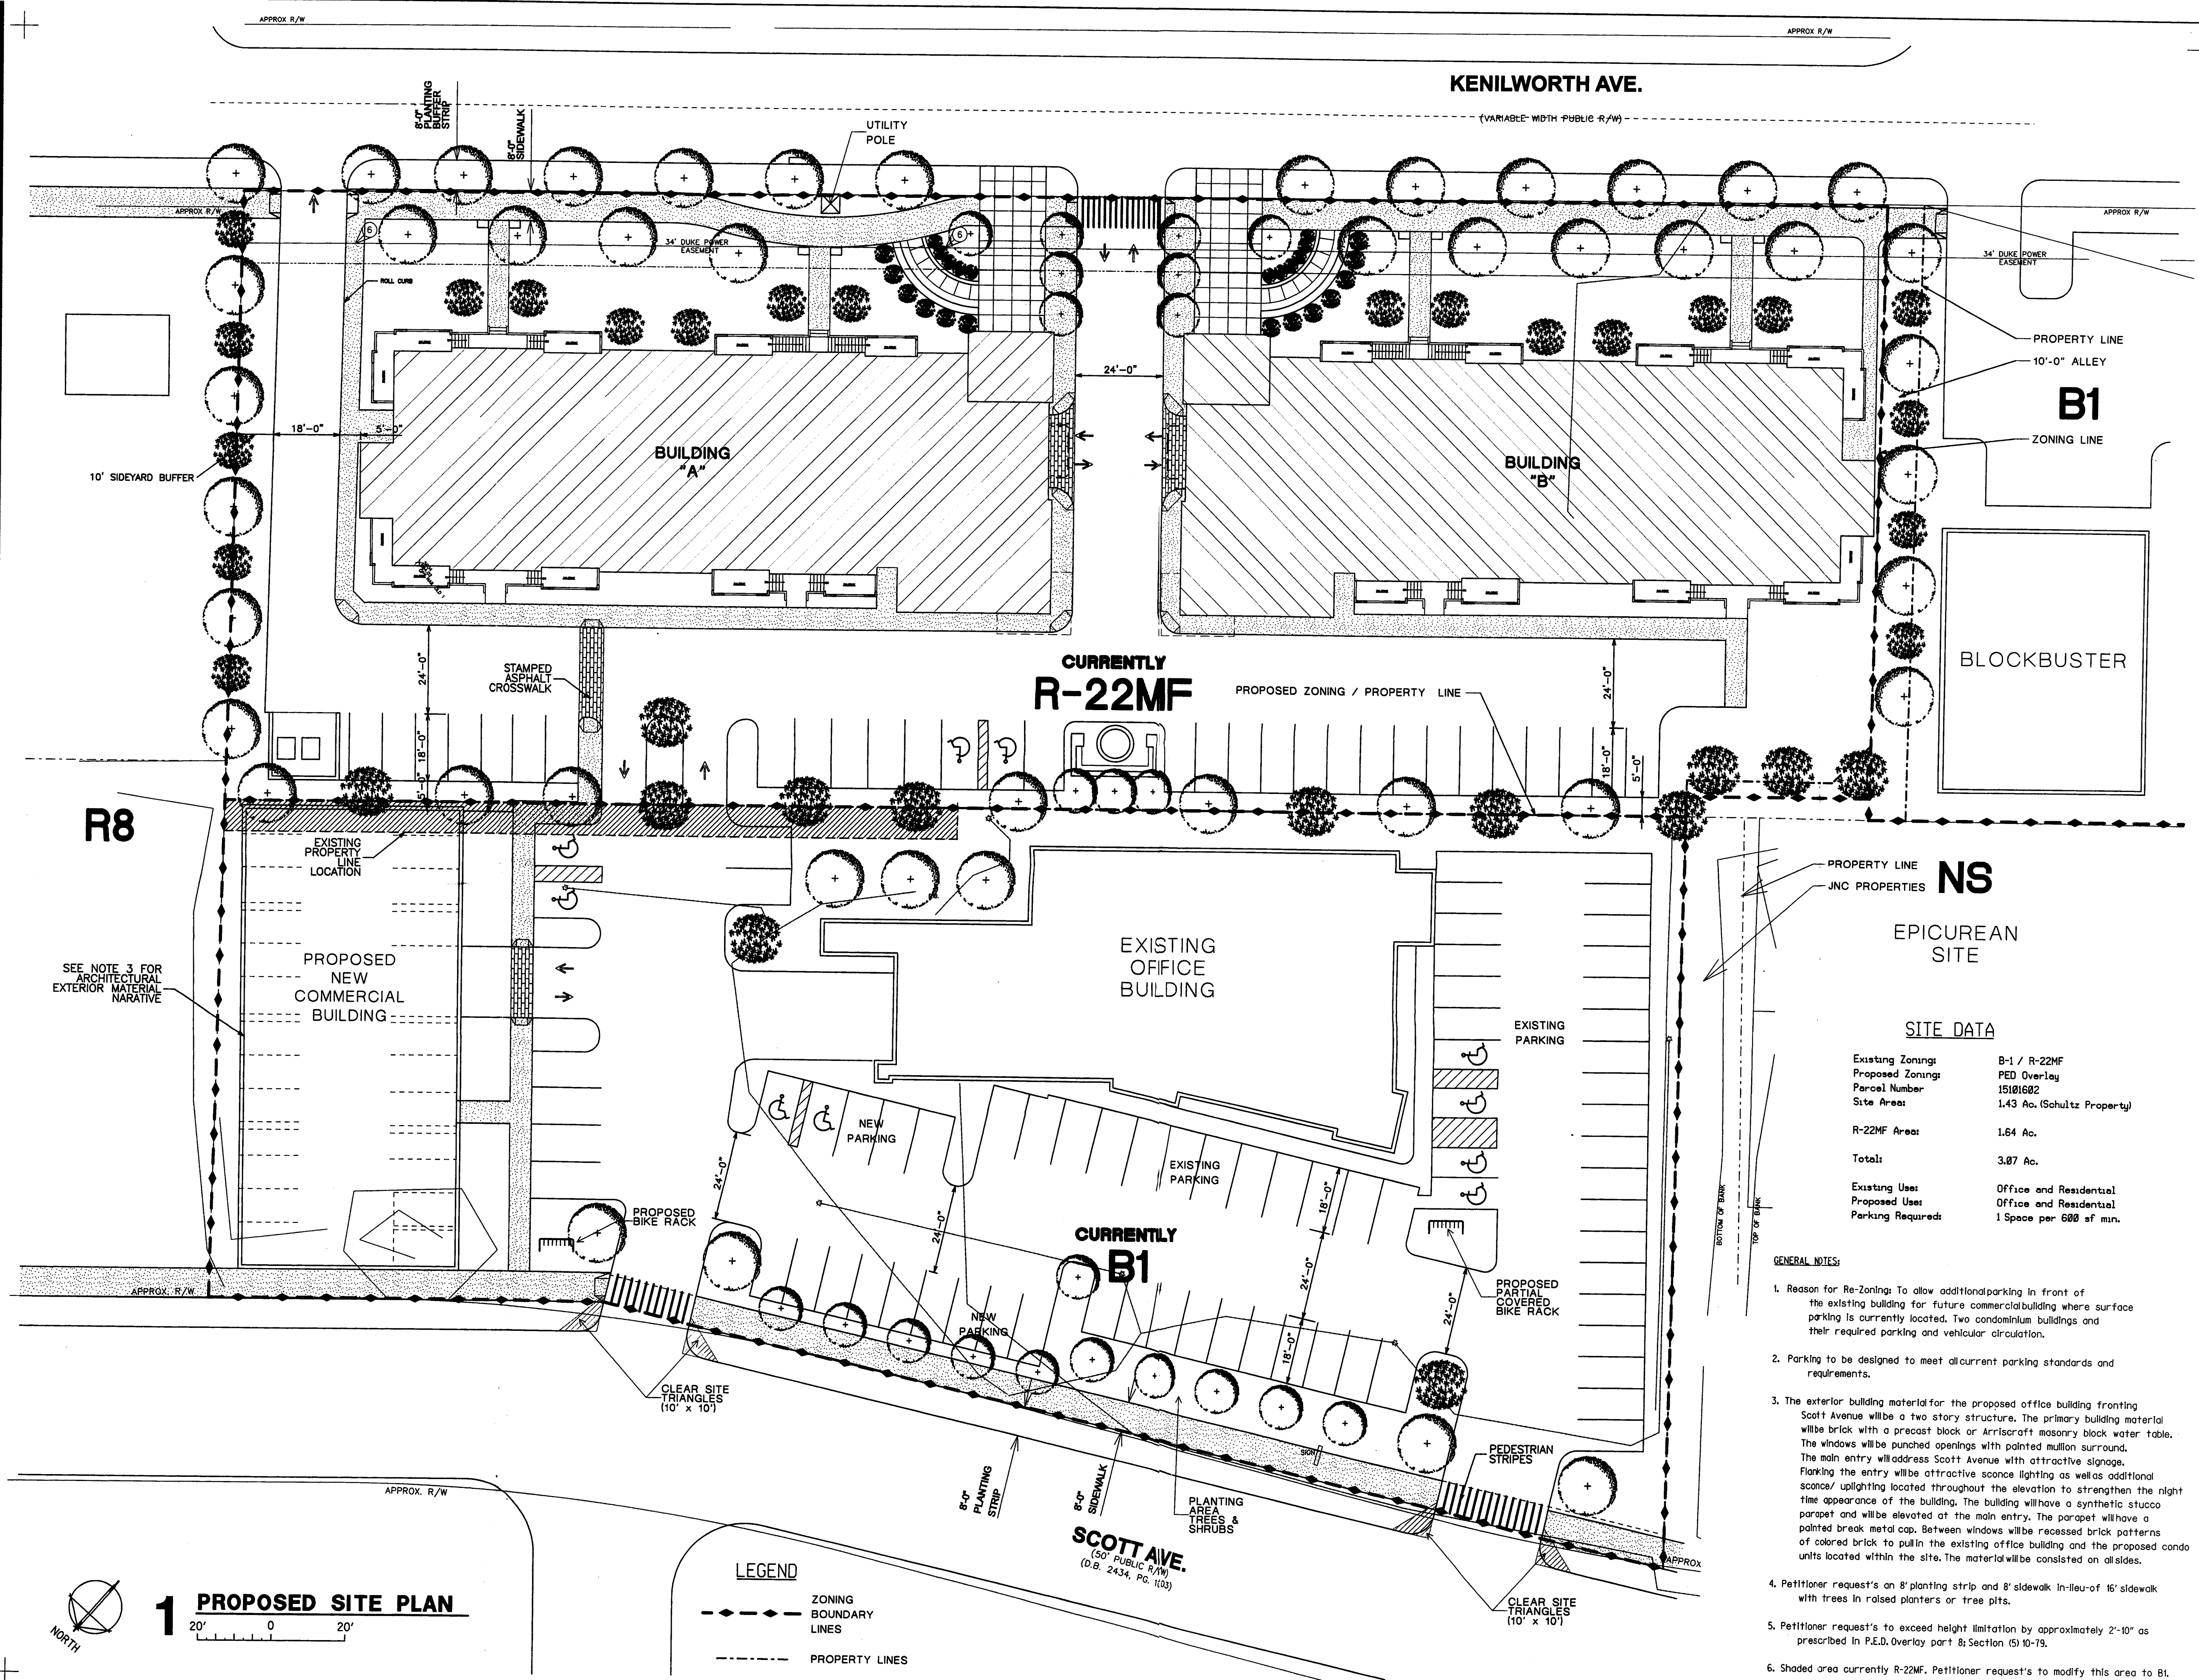 APPROX R/W
APPROX R/W
KENILWORTH AVE.
(VARIABLE WIDTH PUBLIC R/W)
8'-0"
PLANTING
BUFFER
STRIP
8'-0"
SIDEWALK
UTILITY
POLE
APPROX R/W
APPROX R/W
6
6
34' DUKE POWER
EASEMENT
34' DUKE POWER
EASEMENT
ROLL CURB
PROPERTY LINE
10'-0" ALLEY
B1
ZONING LINE
24'-0"
18'-0"
5'-0"
10' SIDEYARD BUFFER
BUILDING
"A"
BUILDING
"B"
BLOCKBUSTER
STAMPED
ASPHALT
CROSSWALK
24'-0"
18'-0"
5'-0"
CURRENTLY
R-22MF
PROPOSED ZONING / PROPERTY LINE
24'-0"
18'-0"
5'-0"
R8
EXISTING
PROPERTY
LINE
LOCATION
PROPERTY LINE
JNC PROPERTIES
NS
EPICUREAN
SITE
SEE NOTE 3 FOR
ARCHITECTURAL
EXTERIOR MATERIAL
NARATIVE
PROPOSED
NEW
COMMERCIAL
BUILDING
EXISTING
OFFICE
BUILDING
EXISTING
PARKING
NEW
PARKING
EXISTING
PARKING
24'-0"
24'-0"
18'-0"
24'-0"
18'-0"
24'-0"
PROPOSED
BIKE RACK
CURRENTLY
B1
PROPOSED
PARTIAL
COVERED
BIKE RACK
NEW
PARKING
BOTTOM OF BANK
TOP OF BANK
APPROX. R/W
CLEAR SITE
TRIANGLES
(10' x 10')
SIGN
PEDESTRIAN
STRIPES
8'-0"
PLANTING
STRIP
8'-0"
SIDEWALK
PLANTING
AREA
TREES &
SHRUBS
SCOTT AVE.
(50' PUBLIC R/W)
(D.B. 2434, PG. 1(03)
APPROX
CLEAR SITE
TRIANGLES
(10' x 10')
APPROX. R/W
SITE DATA
Existing Zoning: B-1 / R-22MF
Proposed Zoning: PED Overlay
Parcel Number 15101602
Site Area: 1.43 Ac. (Schultz Property)
R-22MF Area: 1.64 Ac.
Total: 3.07 Ac.
Existing Use: Office and Residential
Proposed Use: Office and Residential
Parking Required: 1 Space per 600 sf min.
GENERAL NOTES:
1. Reason for Re-Zoning: To allow additional parking in front of
the existing building for future commercial building where surface
parking is currently located. Two condominium buildings and
their required parking and vehicular circulation.
2. Parking to be designed to meet all current parking standards and
requirements.
3. The exterior building material for the proposed office building fronting
Scott Avenue will be a two story structure. The primary building material
will be brick with a precast block or Arriscraft masonry block water table.
The windows will be punched openings with painted mullion surround.
The main entry will address Scott Avenue with attractive signage.
Flanking the entry will be attractive sconce lighting as well as additional
sconce/ uplighting located throughout the elevation to strengthen the night
time appearance of the building. The building will have a synthetic stucco
parapet and will be elevated at the main entry. The parapet will have a
painted break metal cap. Between windows will be recessed brick patterns
of colored brick to pull in the existing office building and the proposed condo
units located within the site. The material will be consisted on all sides.
4. Petitioner request's an 8' planting strip and 8' sidewalk in-lieu-of 16' sidewalk
with trees in raised planters or tree pits.
5. Petitioner request's to exceed height limitation by approximately 2'-10" as
prescribed in P.E.D. Overlay part 8; Section (5) 10-79.
6. Shaded area currently R-22MF. Petitioner request's to modify this area to B1.
NORTH
1 PROPOSED SITE PLAN
20' 0 20'
LEGEND
ZONING
BOUNDARY
LINES
PROPERTY LINES